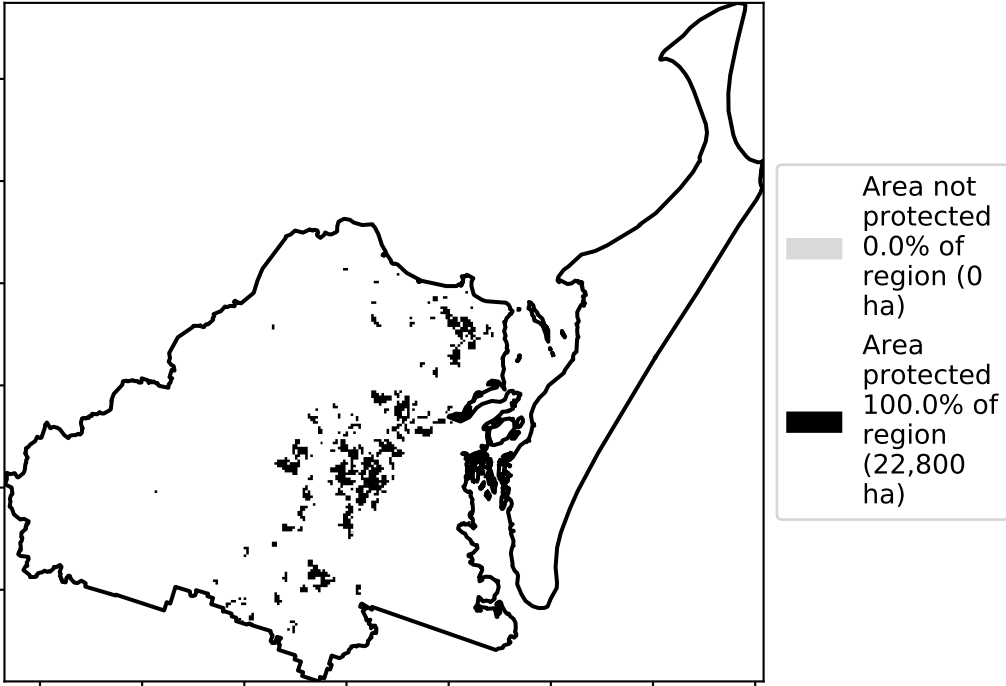 Area not
protected
0.0% of
region (0
ha)
Area
protected
100.0% of
region
(22,800
ha)